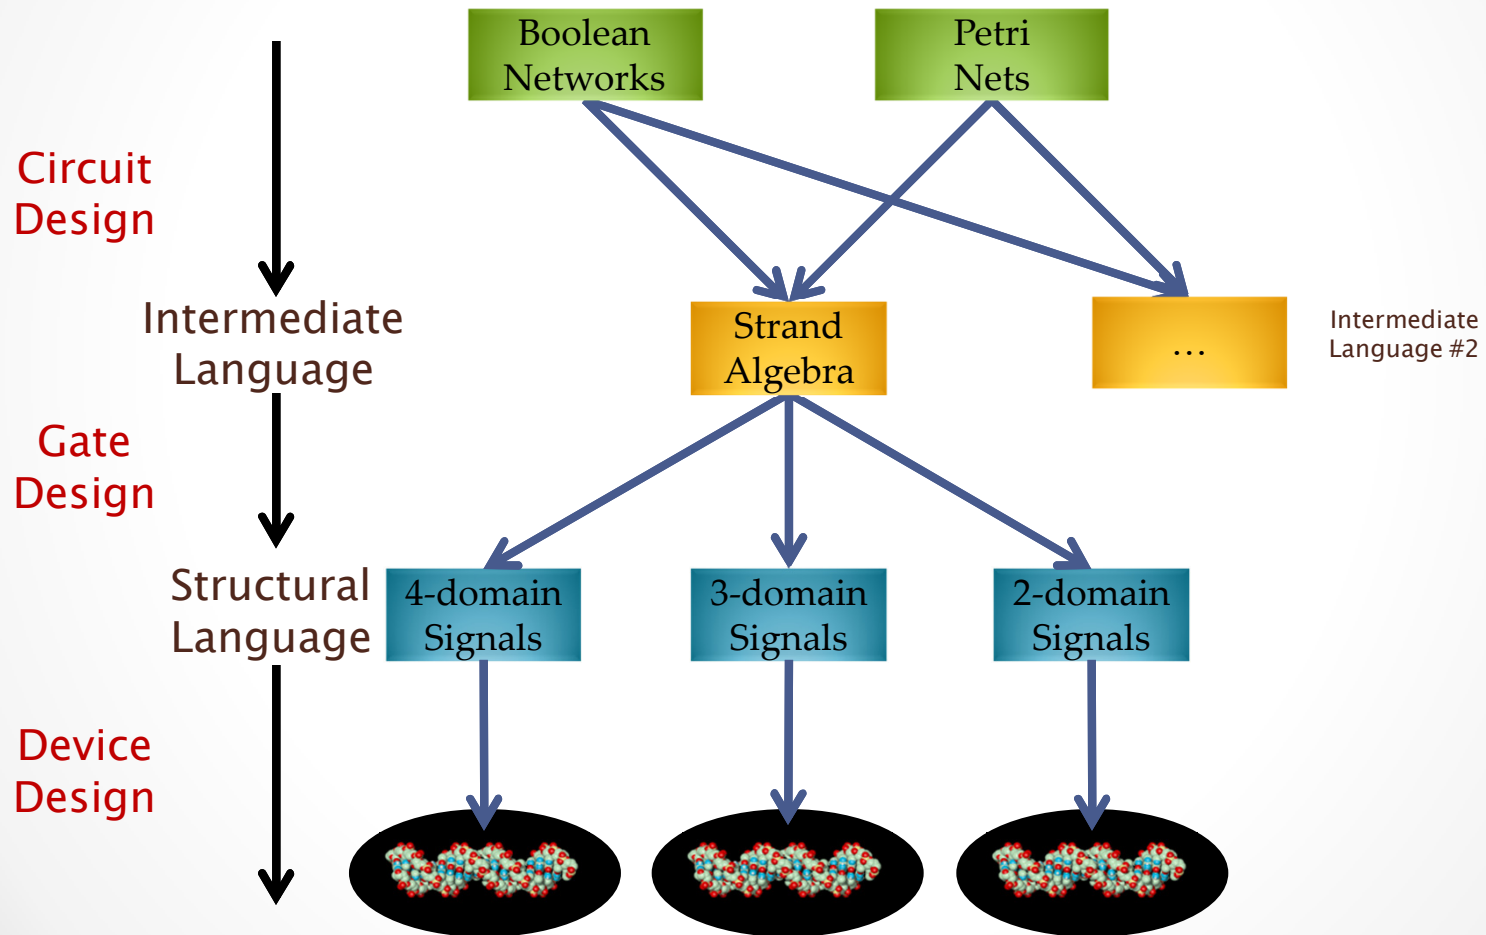 Boolean
Networks
Petri
Nets
Circuit
Design
Intermediate
Language
Strand
Algebra
...
Intermediate
Language #2
Gate
Design
Structural
Language
4-domain
Signals
3-domain
Signals
2-domain
Signals
Device
Design